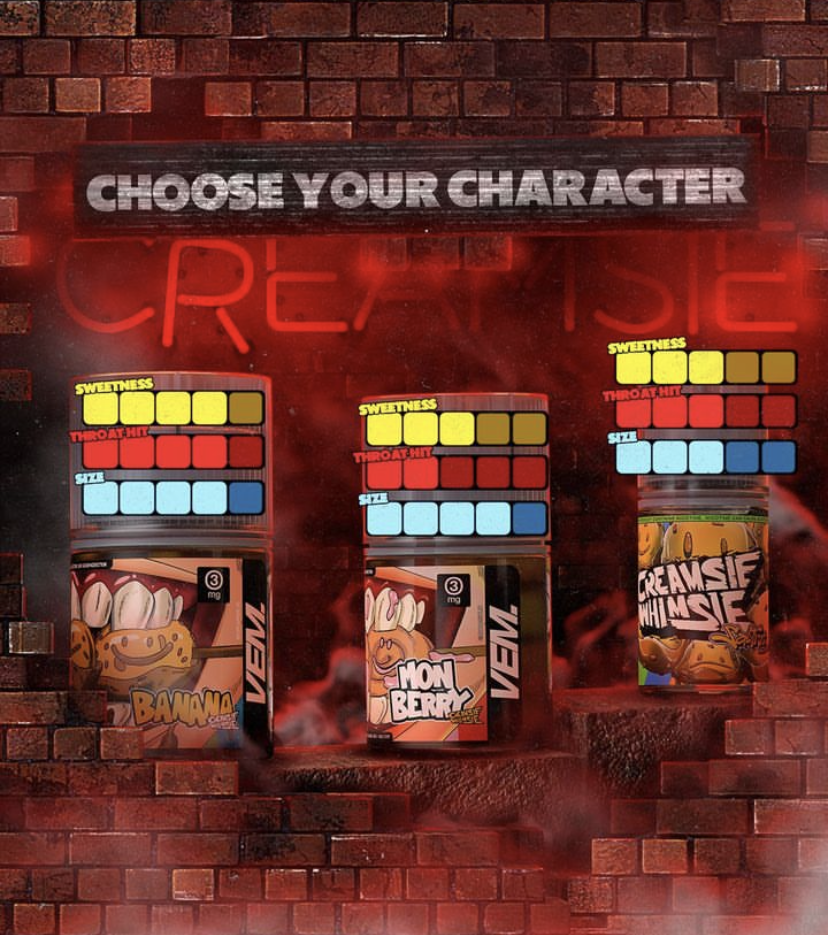 CHOOSE YOUR CHARACTER
CREAMSIE
SWEETNESS
THROAT HIT
SIZE
3
mg
VEM.
BANANA
SWEETNESS
THROAT HIT
SIZE
3
mg
VEM.
MON
BERRY
SWEETNESS
THROAT HIT
SIZE
CREAMSIE
WHIMSIE